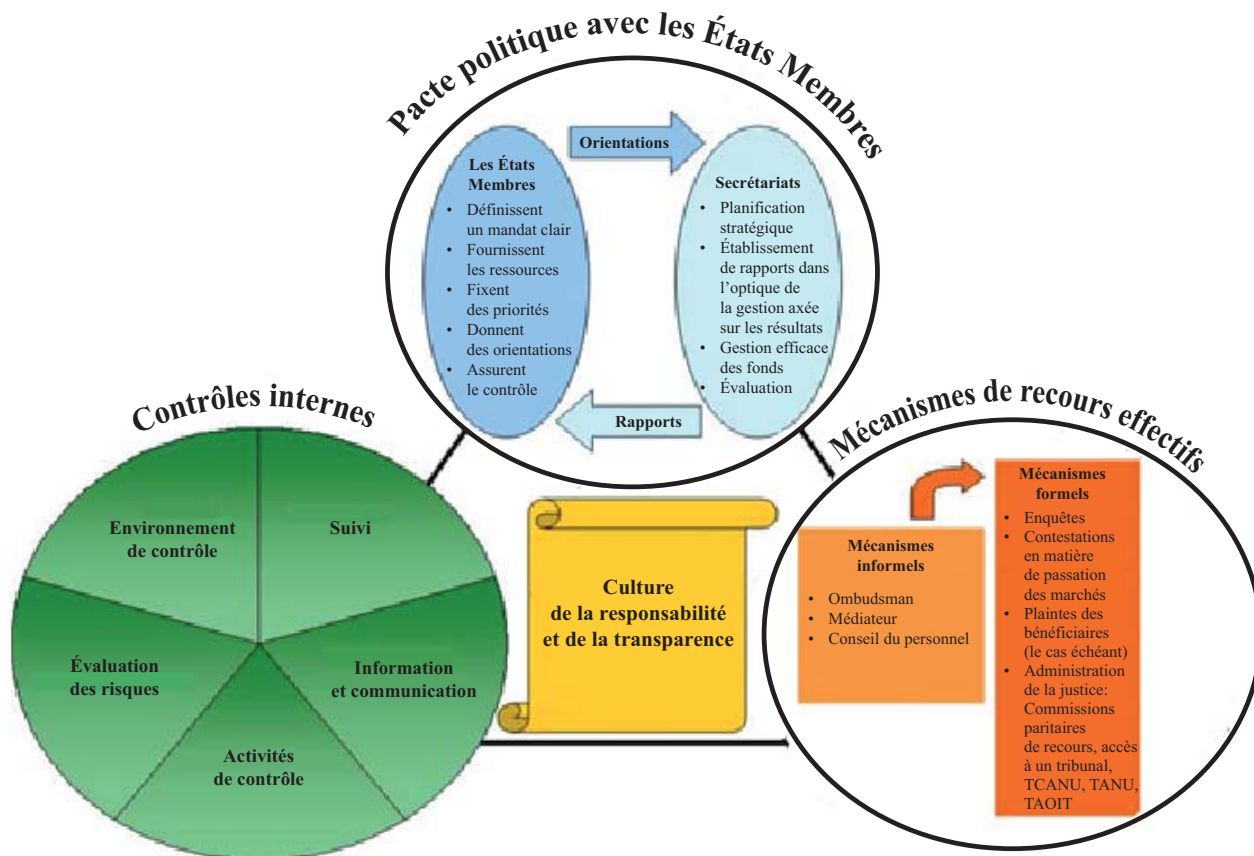 Pacte politique avec les États Membres
Orientations
Les États
Membres
• Définissent
un mandat clair
• Fournissent
les ressources
• Fixent
des priorités
• Donnent
des orientations
• Assurent
le contrôle
Secrétariats
• Planification
stratégique
• Établissement
de rapports dans
l’optique de
la gestion axée
sur les résultats
• Gestion efficace
des fonds
• Évaluation
Rapports
Contrôles internes
Environnement
de contrôle
Suivi
Évaluation
des risques
Information
et communication
Activités
de contrôle
Culture
de la responsabilité
et de la transparence
Mécanismes de recours effectifs
Mécanismes
informels
• Ombudsman
• Médiateur
• Conseil du personnel
Mécanismes
formels
• Enquêtes
• Contestations
en matière
de passation
des marchés
• Plaintes des
bénéficiaires
(le cas échéant)
• Administration
de la justice:
Commissions
paritaires
de recours, accès
à un tribunal,
TCANU, TANU,
TAOIT